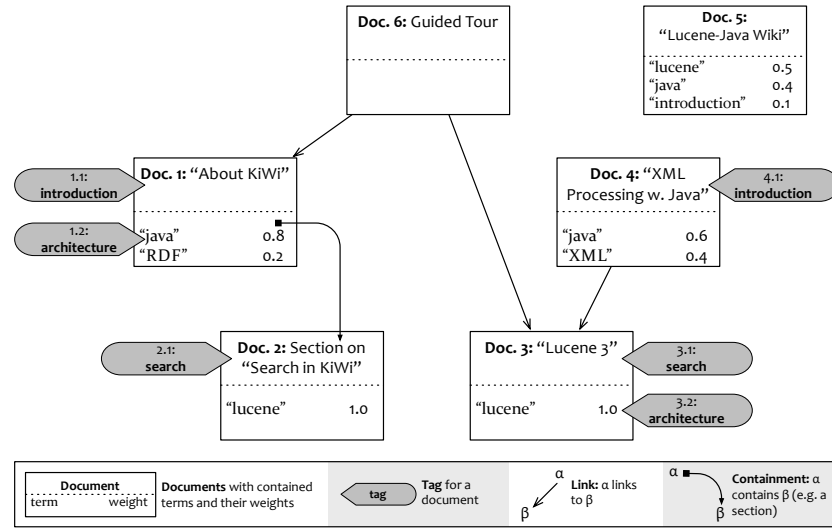 Doc. 6: Guided Tour
Doc. 5:
“Lucene-Java Wiki”
“lucene” 0.5
“java” 0.4
“introduction” 0.1
1.1:
introduction
1.2:
architecture
Doc. 1: “About KiWi”
“java” 0.8
“RDF” 0.2
Doc. 4: “XML
Processing w. Java”
“java” 0.6
“XML” 0.4
4.1:
introduction
2.1:
search
Doc. 2: Section on
“Search in KiWi”
“lucene” 1.0
Doc. 3: “Lucene 3”
“lucene” 1.0
3.1:
search
3.2:
architecture
Document
term weight
Documents with contained
terms and their weights
tag
Tag for a
document
α
β
Link: α links
to β
α
β
Containment: α
contains β (e.g. a
section)